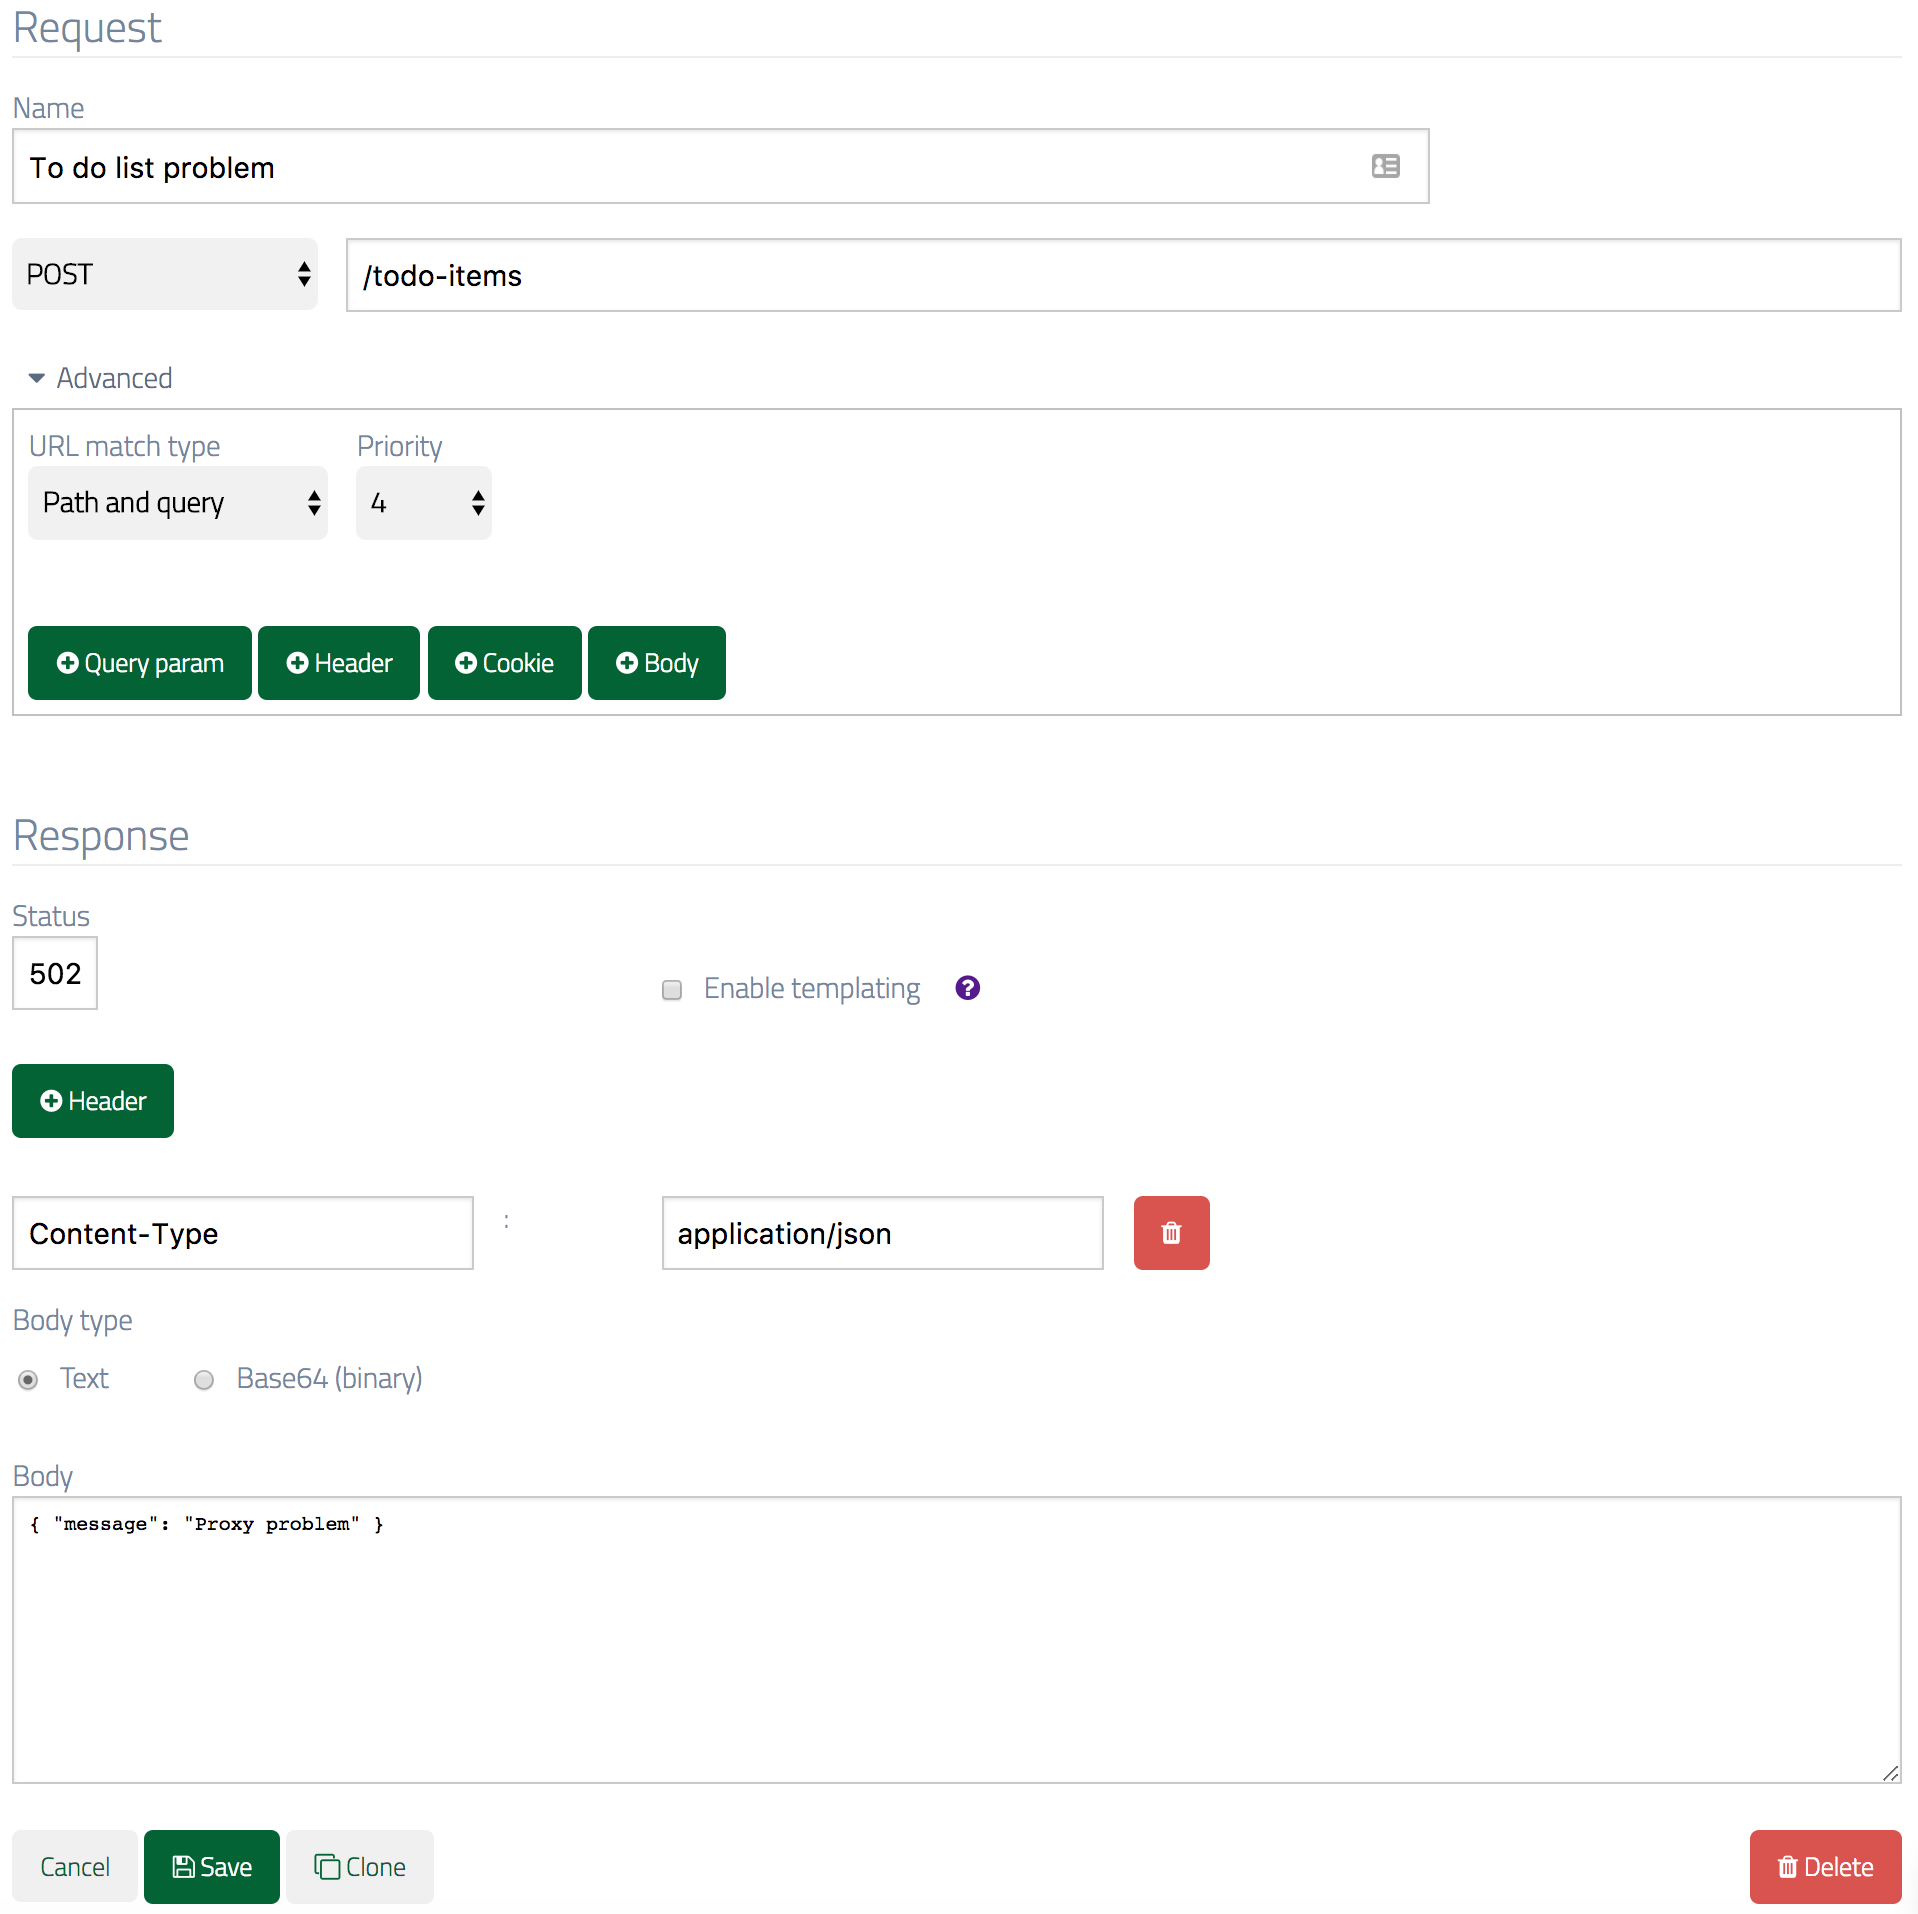 Request
Name
To do list problem
POST /todo-items
Advanced
URL match type Priority
Path and query 4
Query param Header Cookie Body
Response
Status
502 Enable templating ?
Header
Content-Type : application/json
Body type
Text Base64 (binary)
Body
{ "message": "Proxy problem" }
Cancel Save Clone Delete